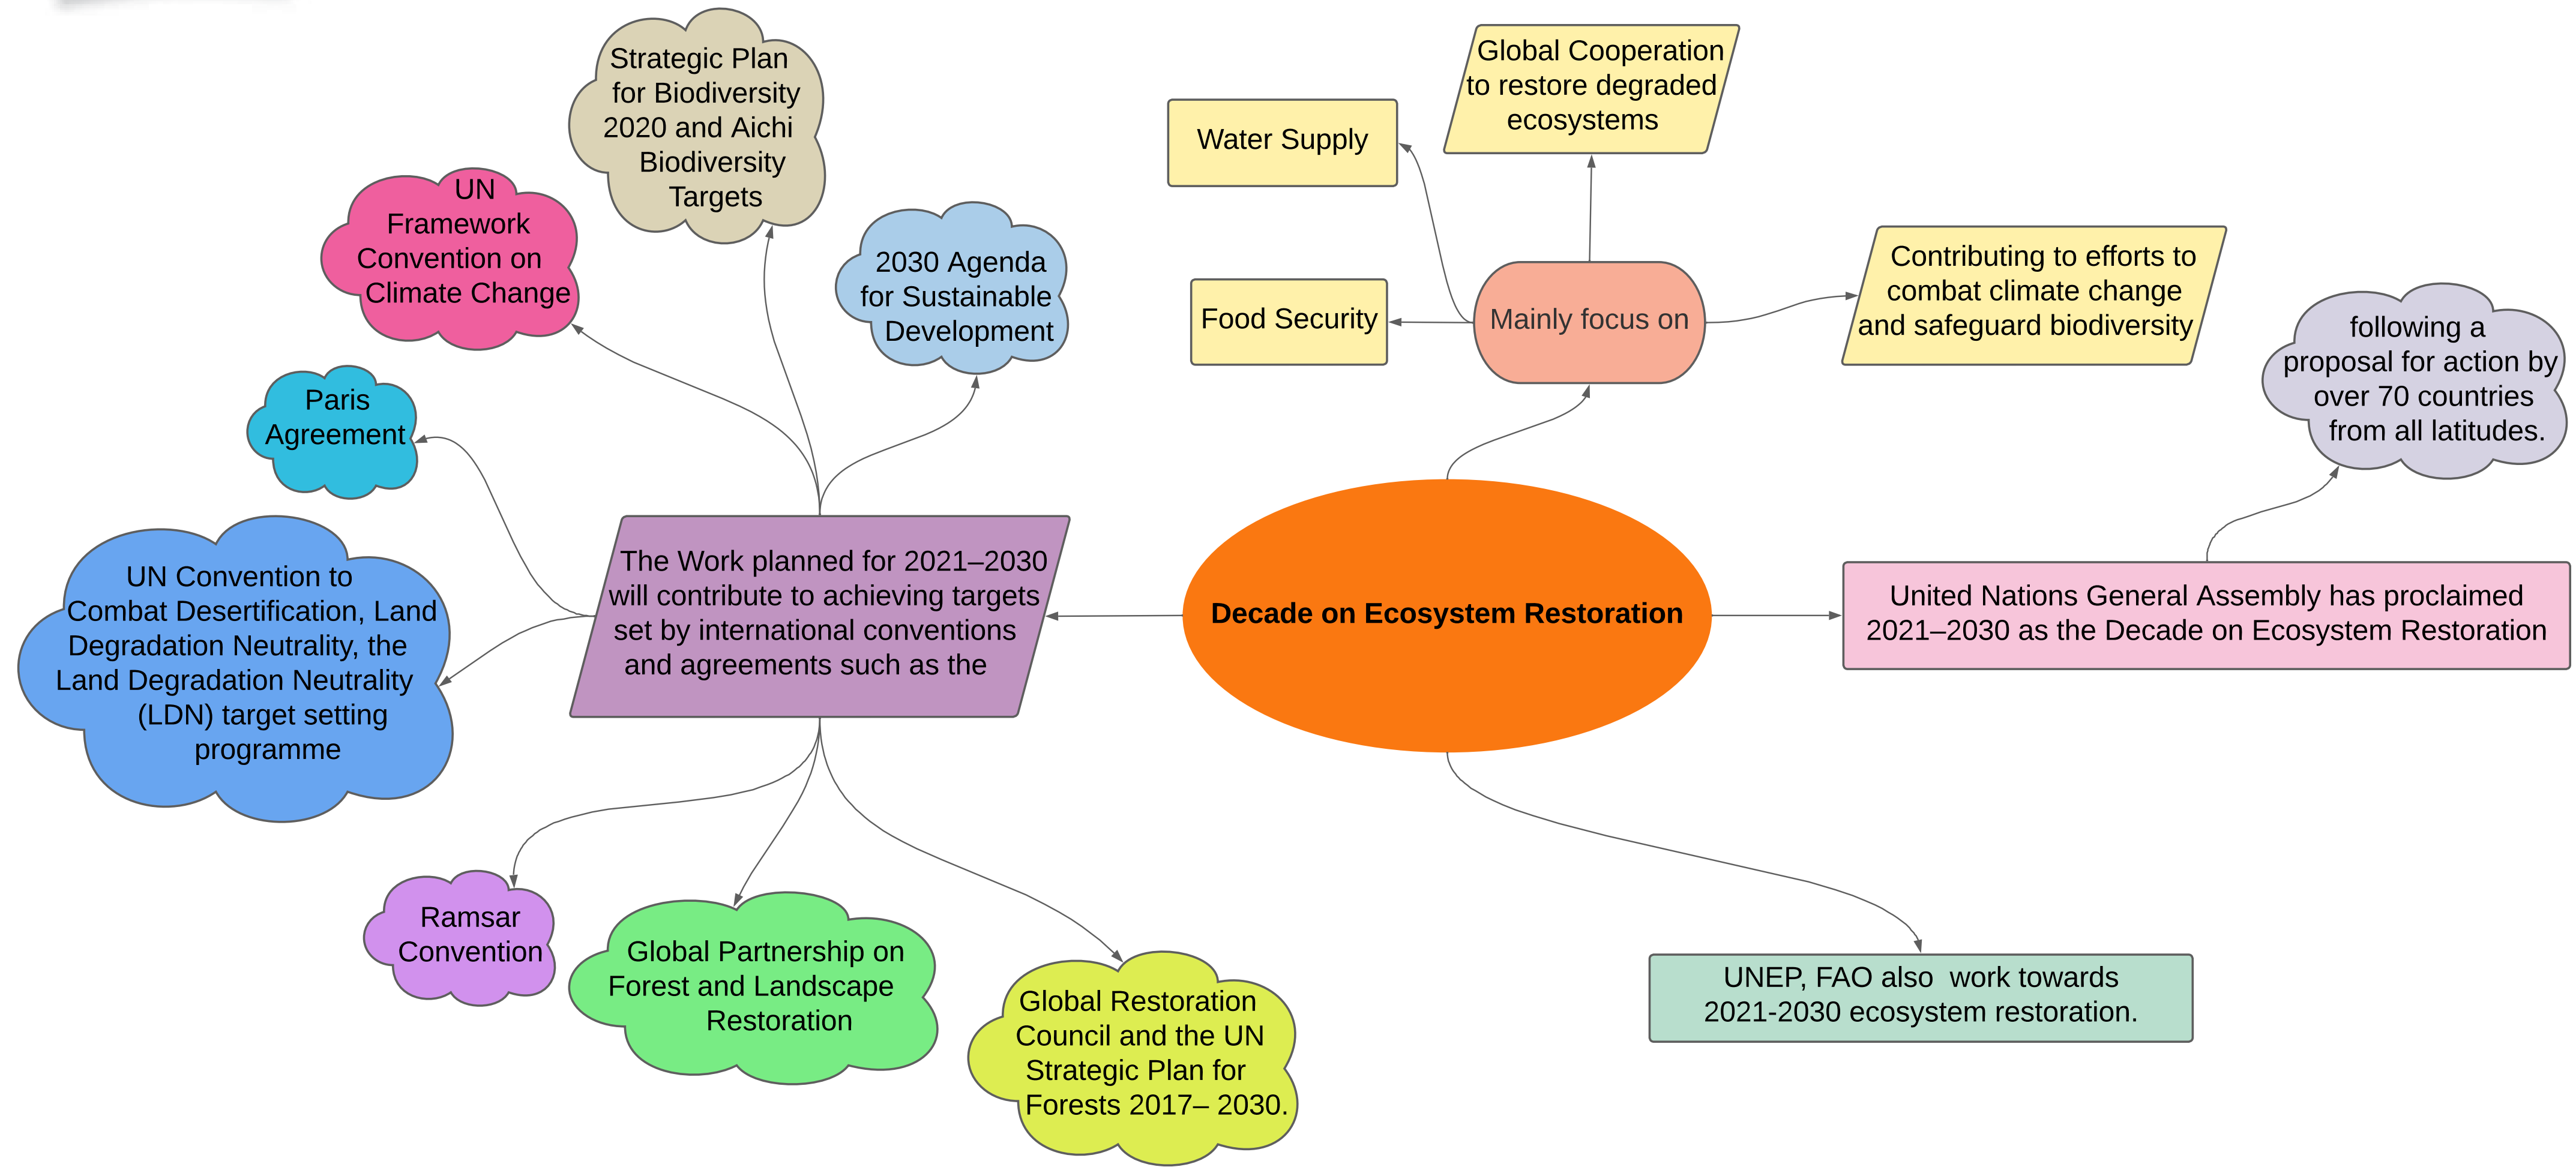 Strategic Plan
for Biodiversity
2020 and Aichi
Biodiversity
Targets
UN
Framework
Convention on
Climate Change
2030 Agenda
for Sustainable
Development
Paris
Agreement
UN Convention to
Combat Desertification, Land
Degradation Neutrality, the
Land Degradation Neutrality
(LDN) target setting
programme
The Work planned for 2021–2030
will contribute to achieving targets
set by international conventions
and agreements such as the
Ramsar
Convention
Global Partnership on
Forest and Landscape
Restoration
Global Restoration
Council and the UN
Strategic Plan for
Forests 2017– 2030.
Global Cooperation
to restore degraded
ecosystems
Water Supply
Food Security
Mainly focus on
Contributing to efforts to
combat climate change
and safeguard biodiversity
following a
proposal for action by
over 70 countries
from all latitudes.
Decade on Ecosystem Restoration
United Nations General Assembly has proclaimed
2021–2030 as the Decade on Ecosystem Restoration
UNEP, FAO also  work towards
2021-2030 ecosystem restoration.